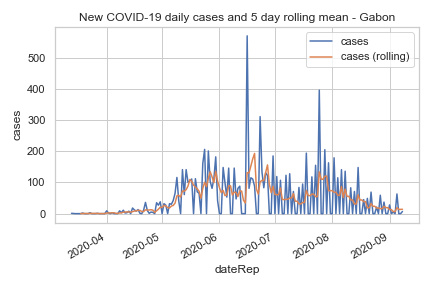 New COVID-19 daily cases and 5 day rolling mean - Gabon
cases
cases (rolling)
600
500
400
300
200
100
0
cases
2020-04
2020-05
2020-06
2020-07
2020-08
2020-09
dateRep